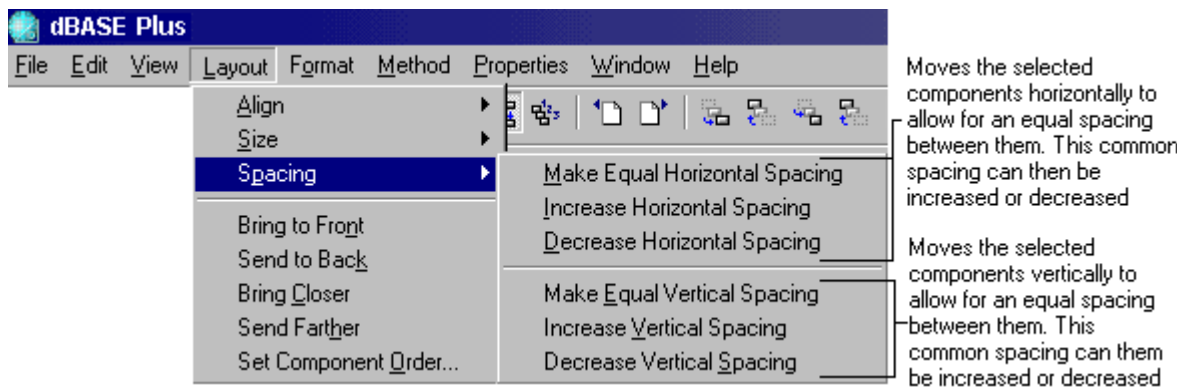 dBASE Plus
File Edit View Layout Format Method Properties Window Help
Align
Size
Spacing
Bring to Front
Send to Back
Bring Closer
Send Farther
Set Component Order...
Make Equal Horizontal Spacing
Increase Horizontal Spacing
Decrease Horizontal Spacing
Make Equal Vertical Spacing
Increase Vertical Spacing
Decrease Vertical Spacing
Moves the selected
components horizontally to
allow for an equal spacing
between them. This common
spacing can then be
increased or decreased
Moves the selected
components vertically to
allow for an equal spacing
between them. This
common spacing can them
be increased or decreased